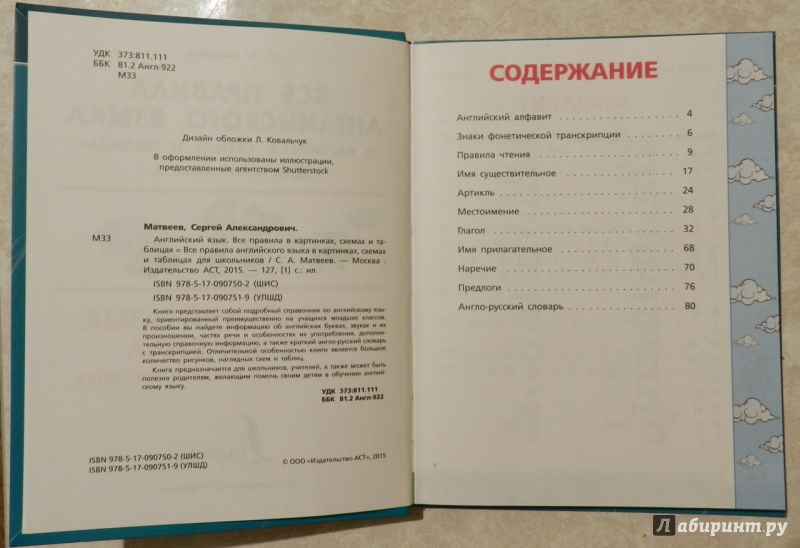 УДК 373:811.111
ББК 81.2 Англ-922
М33
Дизайн обложки Л. Ковальчук
В оформлении использованы иллюстрации,
предоставленные агентством Shutterstock
Матвеев, Сергей Александрович.
М33 Английский язык. Все правила в картинках, схемах и та-
блицах = Все правила английского языка в картинках, схемах
и таблицах для школьников / С. А. Матвеев. — Москва :
Издательство АСТ, 2015. — 127, [1] с.: ил.
ISBN 978-5-17-090750-2 (ШИС)
ISBN 978-5-17-090751-9 (УЛШД)
Книга представляет собой подробный справочник по английскому язы-
ку, ориентированный преимущественно на учащихся младших классов.
В пособии вы найдете информацию об английских буквах, звуках и их
произношении, частях речи и особенностях их употребления, дополни-
тельную справочную информацию, а также краткий англо-русский словарь
с транскрипцией. Отличительной особенностью книги является большое
количество рисунков, наглядных схем и таблиц.
Книга предназначается для школьников, учителей, а также может быть
полезна родителям, желающим помочь своим детям в обучении англий-
скому языку.
УДК 373:811.111
ББК 81.2 Англ-922
ISBN 978-5-17-090750-2 (ШИС)
ISBN 978-5-17-090751-9 (УЛШД)
© ООО «Издательство АСТ», 2015
СОДЕРЖАНИЕ
Английский алфавит 4
Знаки фонетической транскрипции 6
Правила чтения 9
Имя существительное 17
Артикль 24
Местоимение 28
Глагол 32
Имя прилагательное 68
Наречие 70
Предлоги 76
Англо-русский словарь 80
Лабиринт.ру